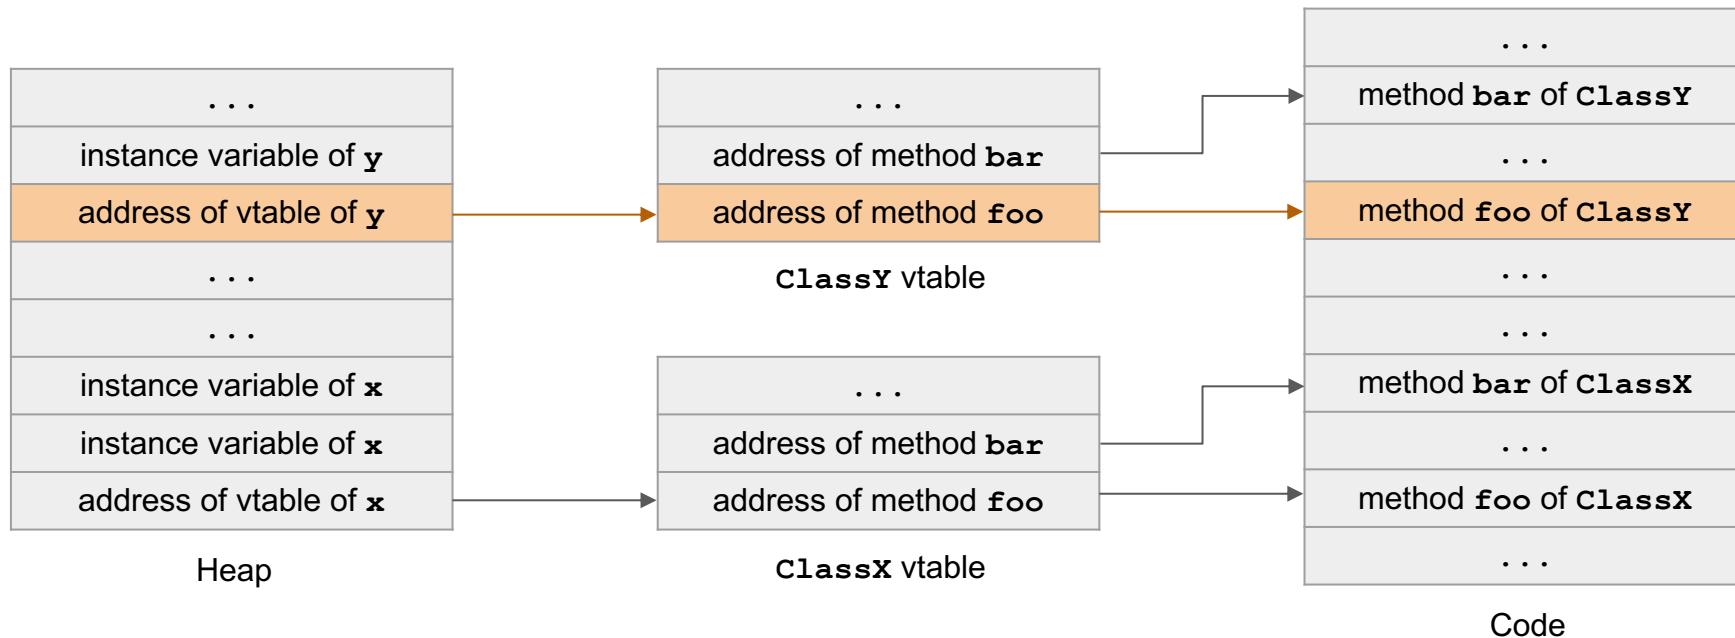 ...
instance variable of y
address of vtable of y
...
...
instance variable of x
instance variable of x
address of vtable of x
Heap
...
address of method bar
address of method foo
ClassY vtable
...
address of method bar
address of method foo
ClassX vtable
...
method bar of ClassY
...
method foo of ClassY
...
...
method bar of ClassX
...
method foo of ClassX
...
Code